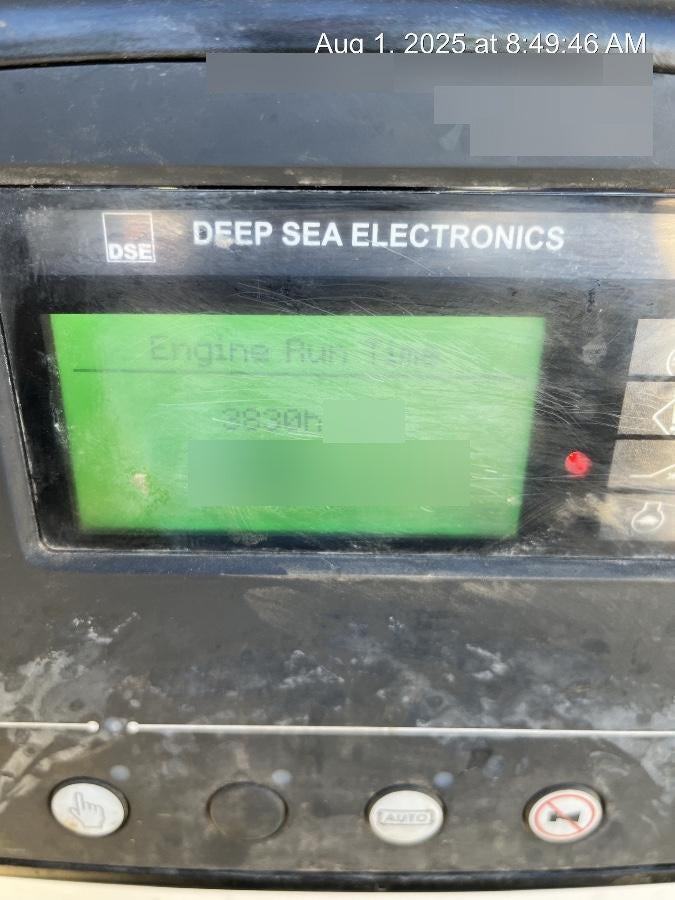 Aug 1, 2025 at 8:49:46 AM
DSE
DEEP SEA ELECTRONICS
Engine Run Time
3830h
AUTO